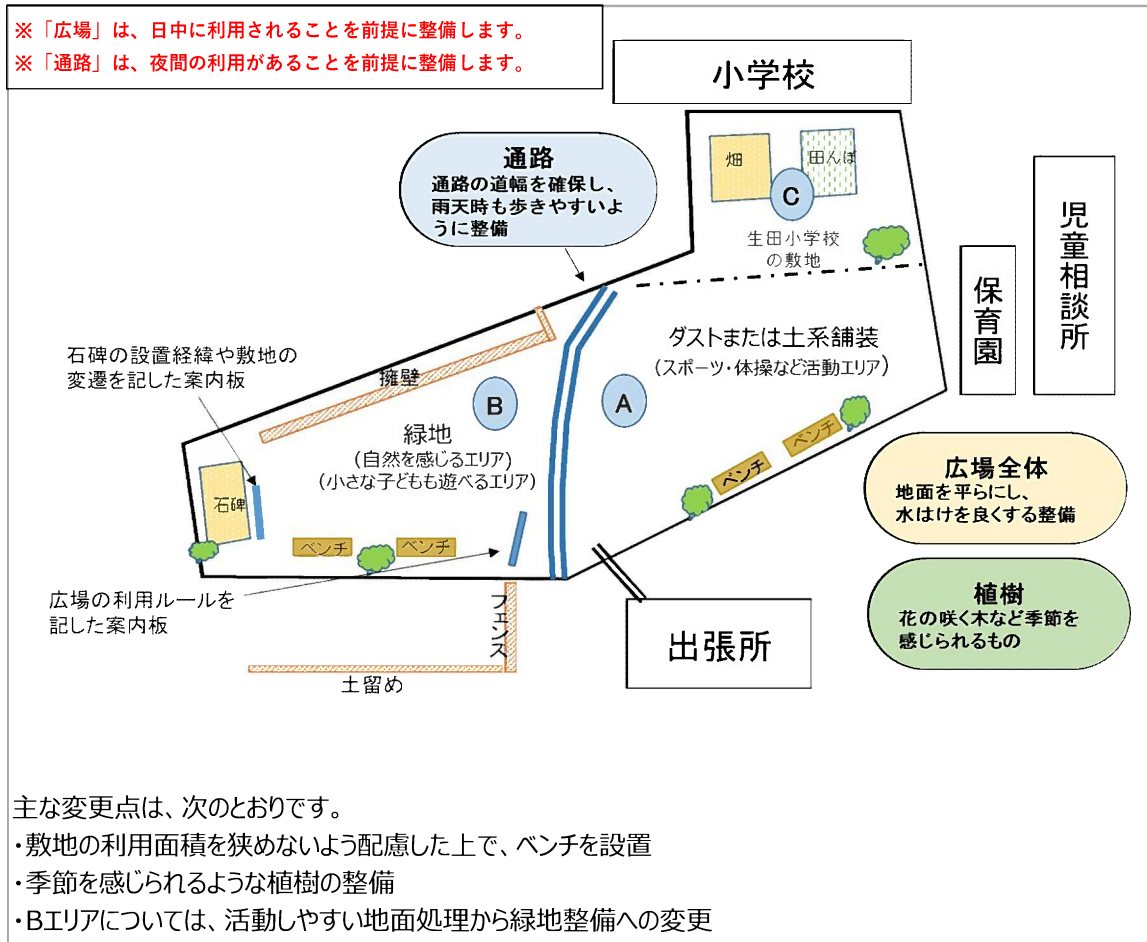 ※「広場」は、日中に利用されることを前提に整備します。
※「通路」は、夜間の利用があることを前提に整備します。
小学校
通路
通路の道幅を確保し、
雨天時も歩きやすいよ
うに整備
畑
田んぼ
C
生田小学校
の敷地
児童相談所
保育園
ダストまたは土系舗装
(スポーツ・体操など活動エリア)
石碑の設置経緯や敷地の
変遷を記した案内板
擁壁
B
A
緑地
(自然を感じるエリア)
(小さな子どもも遊べるエリア)
ベンチ
ベンチ
石碑
ベンチ
ベンチ
広場全体
地面を平らにし、
水はけを良くする整備
広場の利用ルールを
記した案内板
フェンス
土留め
出張所
植樹
花の咲く木など季節を
感じられるもの
主な変更点は、次のとおりです。
・敷地の利用面積を狭めないよう配慮した上で、ベンチを設置
・季節を感じられるような植樹の整備
・Bエリアについては、活動しやすい地面処理から緑地整備への変更